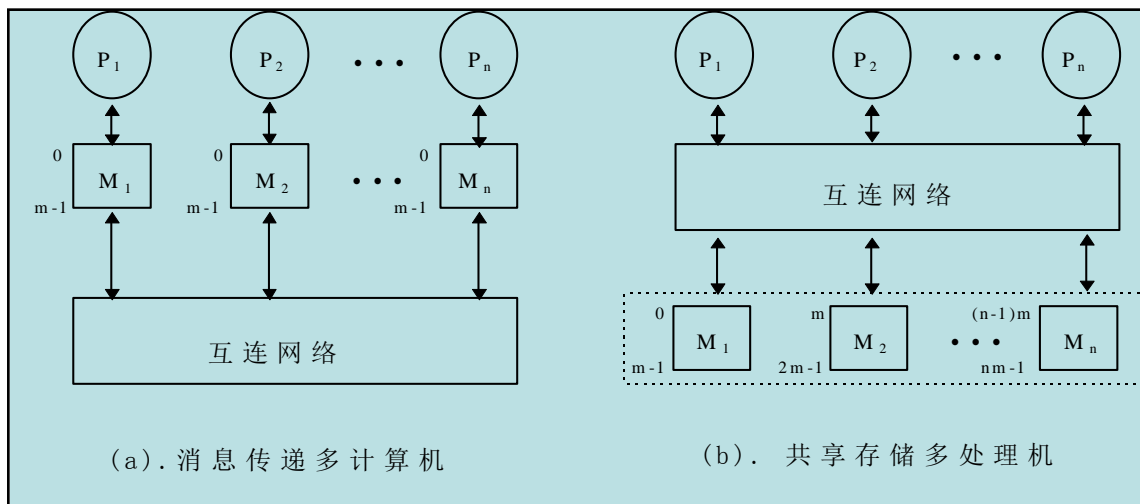 P1 P2 • • • Pn
0 0 0
M1 M2 • • • Mn
m-1 m-1 m-1
互连网络
(a).消息传递多计算机
P1 P2 • • • Pn
互连网络
0 m (n-1)m
M1 M2 • • • Mn
m-1 2m-1 nm-1
(b). 共享存储多处理机